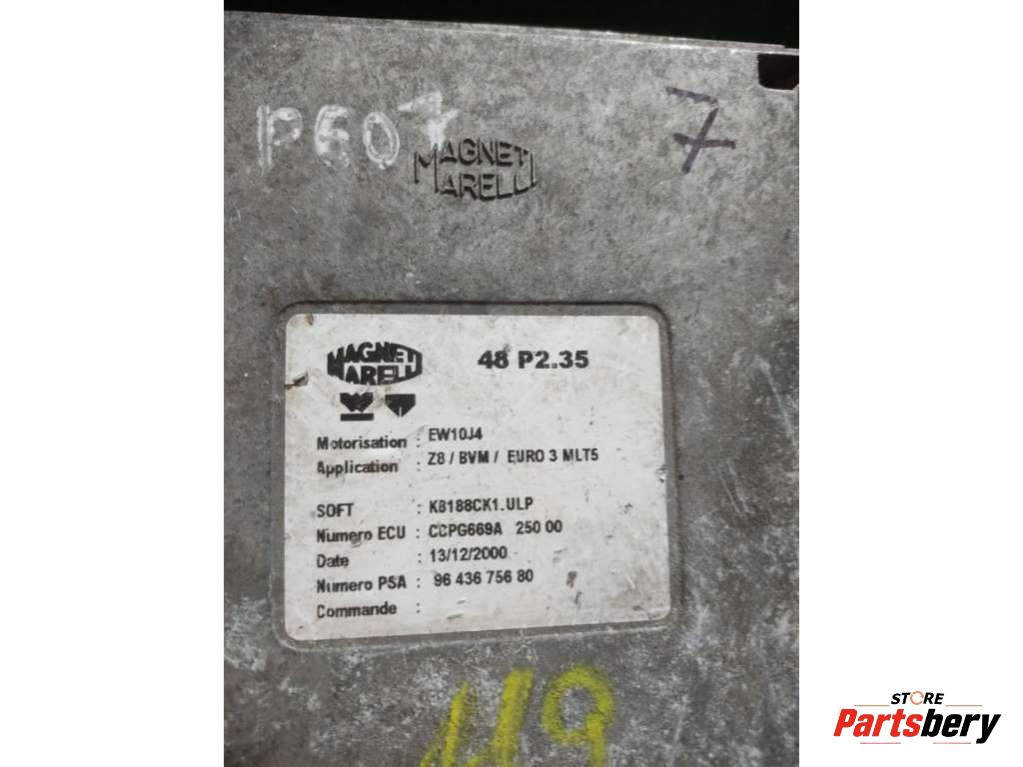 P607
7
MAGNETI
MARELLI
MAGNETI
MARELLI
48 P2.35
Motorisation : EW10J4
Application : Z8 / BVM / EURO 3 MLT5
SOFT : K8188CK1.ULP
Numero ECU : CCPG669A 250 00
Date : 13/12/2000
Numero PSA : 96 436 756 80
Commande :
119
STORE
Partsbery